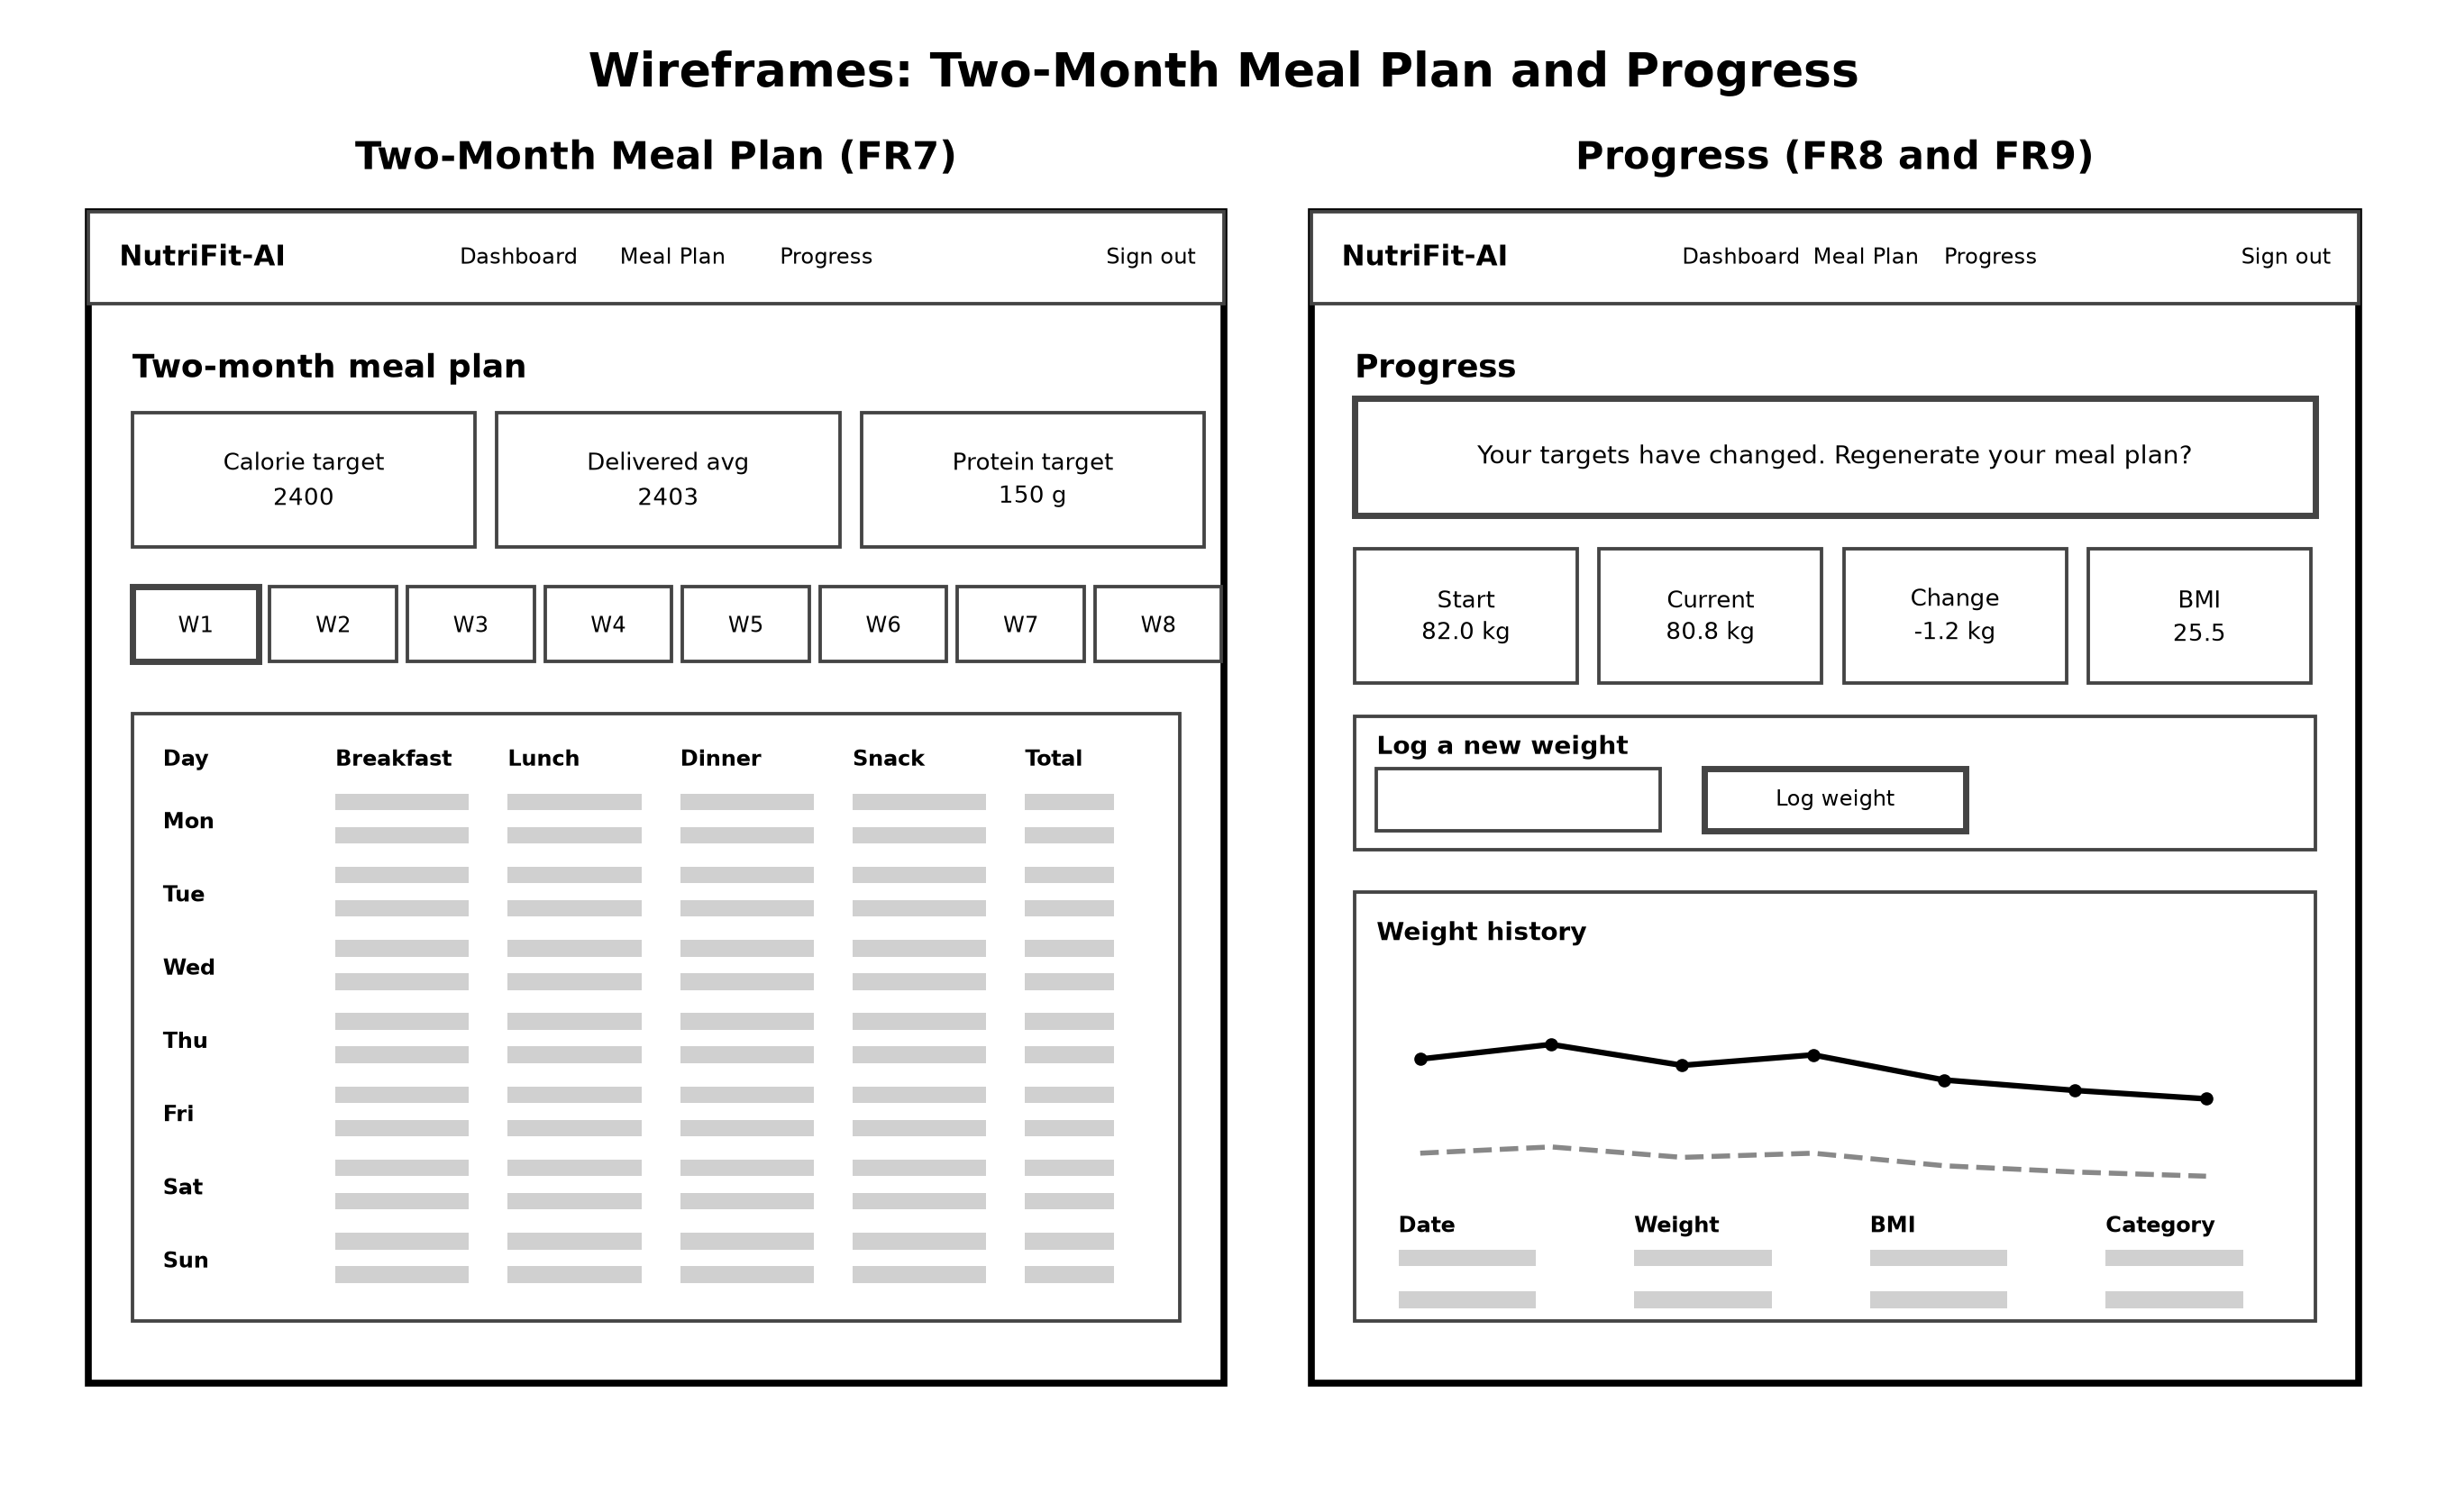 Wireframes: Two-Month Meal Plan and Progress
Two-Month Meal Plan (FR7)
NutriFit-AI Dashboard Meal Plan Progress Sign out
Two-month meal plan
Calorie target
2400
Delivered avg
2403
Protein target
150 g
W1 W2 W3 W4 W5 W6 W7 W8
Day Breakfast Lunch Dinner Snack Total
Mon
Tue
Wed
Thu
Fri
Sat
Sun
Progress (FR8 and FR9)
NutriFit-AI Dashboard Meal Plan Progress Sign out
Progress
Your targets have changed. Regenerate your meal plan?
Start
82.0 kg
Current
80.8 kg
Change
-1.2 kg
BMI
25.5
Log a new weight
Log weight
Weight history
Date Weight BMI Category